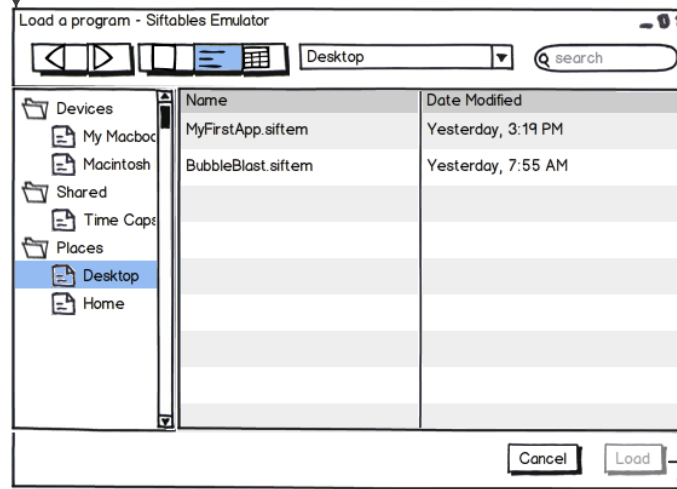 Load a program - Siftables Emulator
Desktop
search
Devices
My Macboo
Macintosh
Shared
Time Caps
Places
Desktop
Home
Name Date Modified
MyFirstApp.siftem Yesterday, 3:19 PM
BubbleBlast.siftem Yesterday, 7:55 AM
Cancel Load